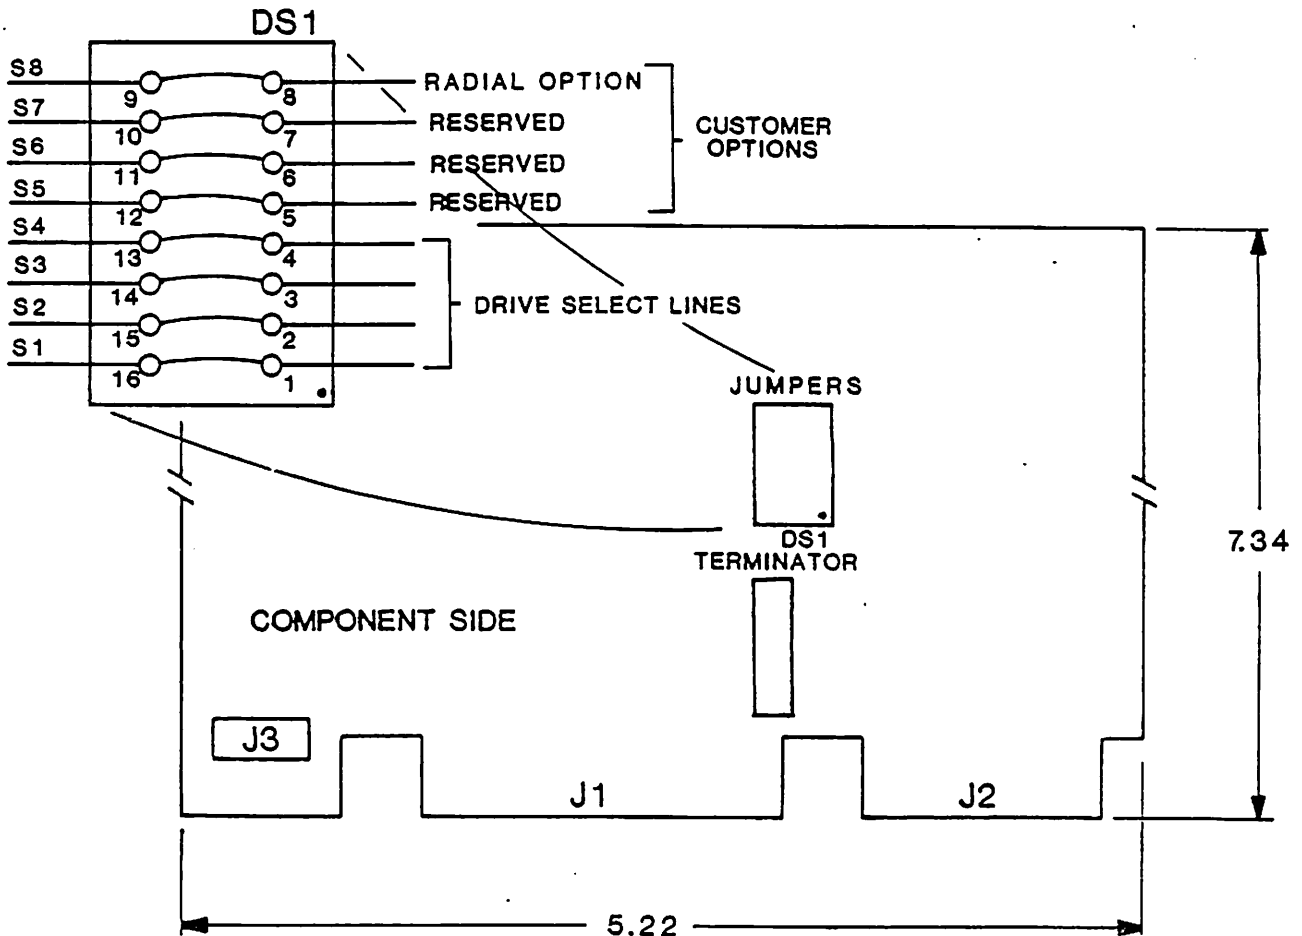 DS1
S8 9 8 RADIAL OPTION
S7 10 7 RESERVED
S6 11 6 RESERVED
S5 12 5 RESERVED
CUSTOMER
OPTIONS
S4 13 4
S3 14 3
S2 15 2
S1 16 1
DRIVE SELECT LINES
JUMPERS
DS1
TERMINATOR
7.34
COMPONENT SIDE
J3
J1
J2
5.22